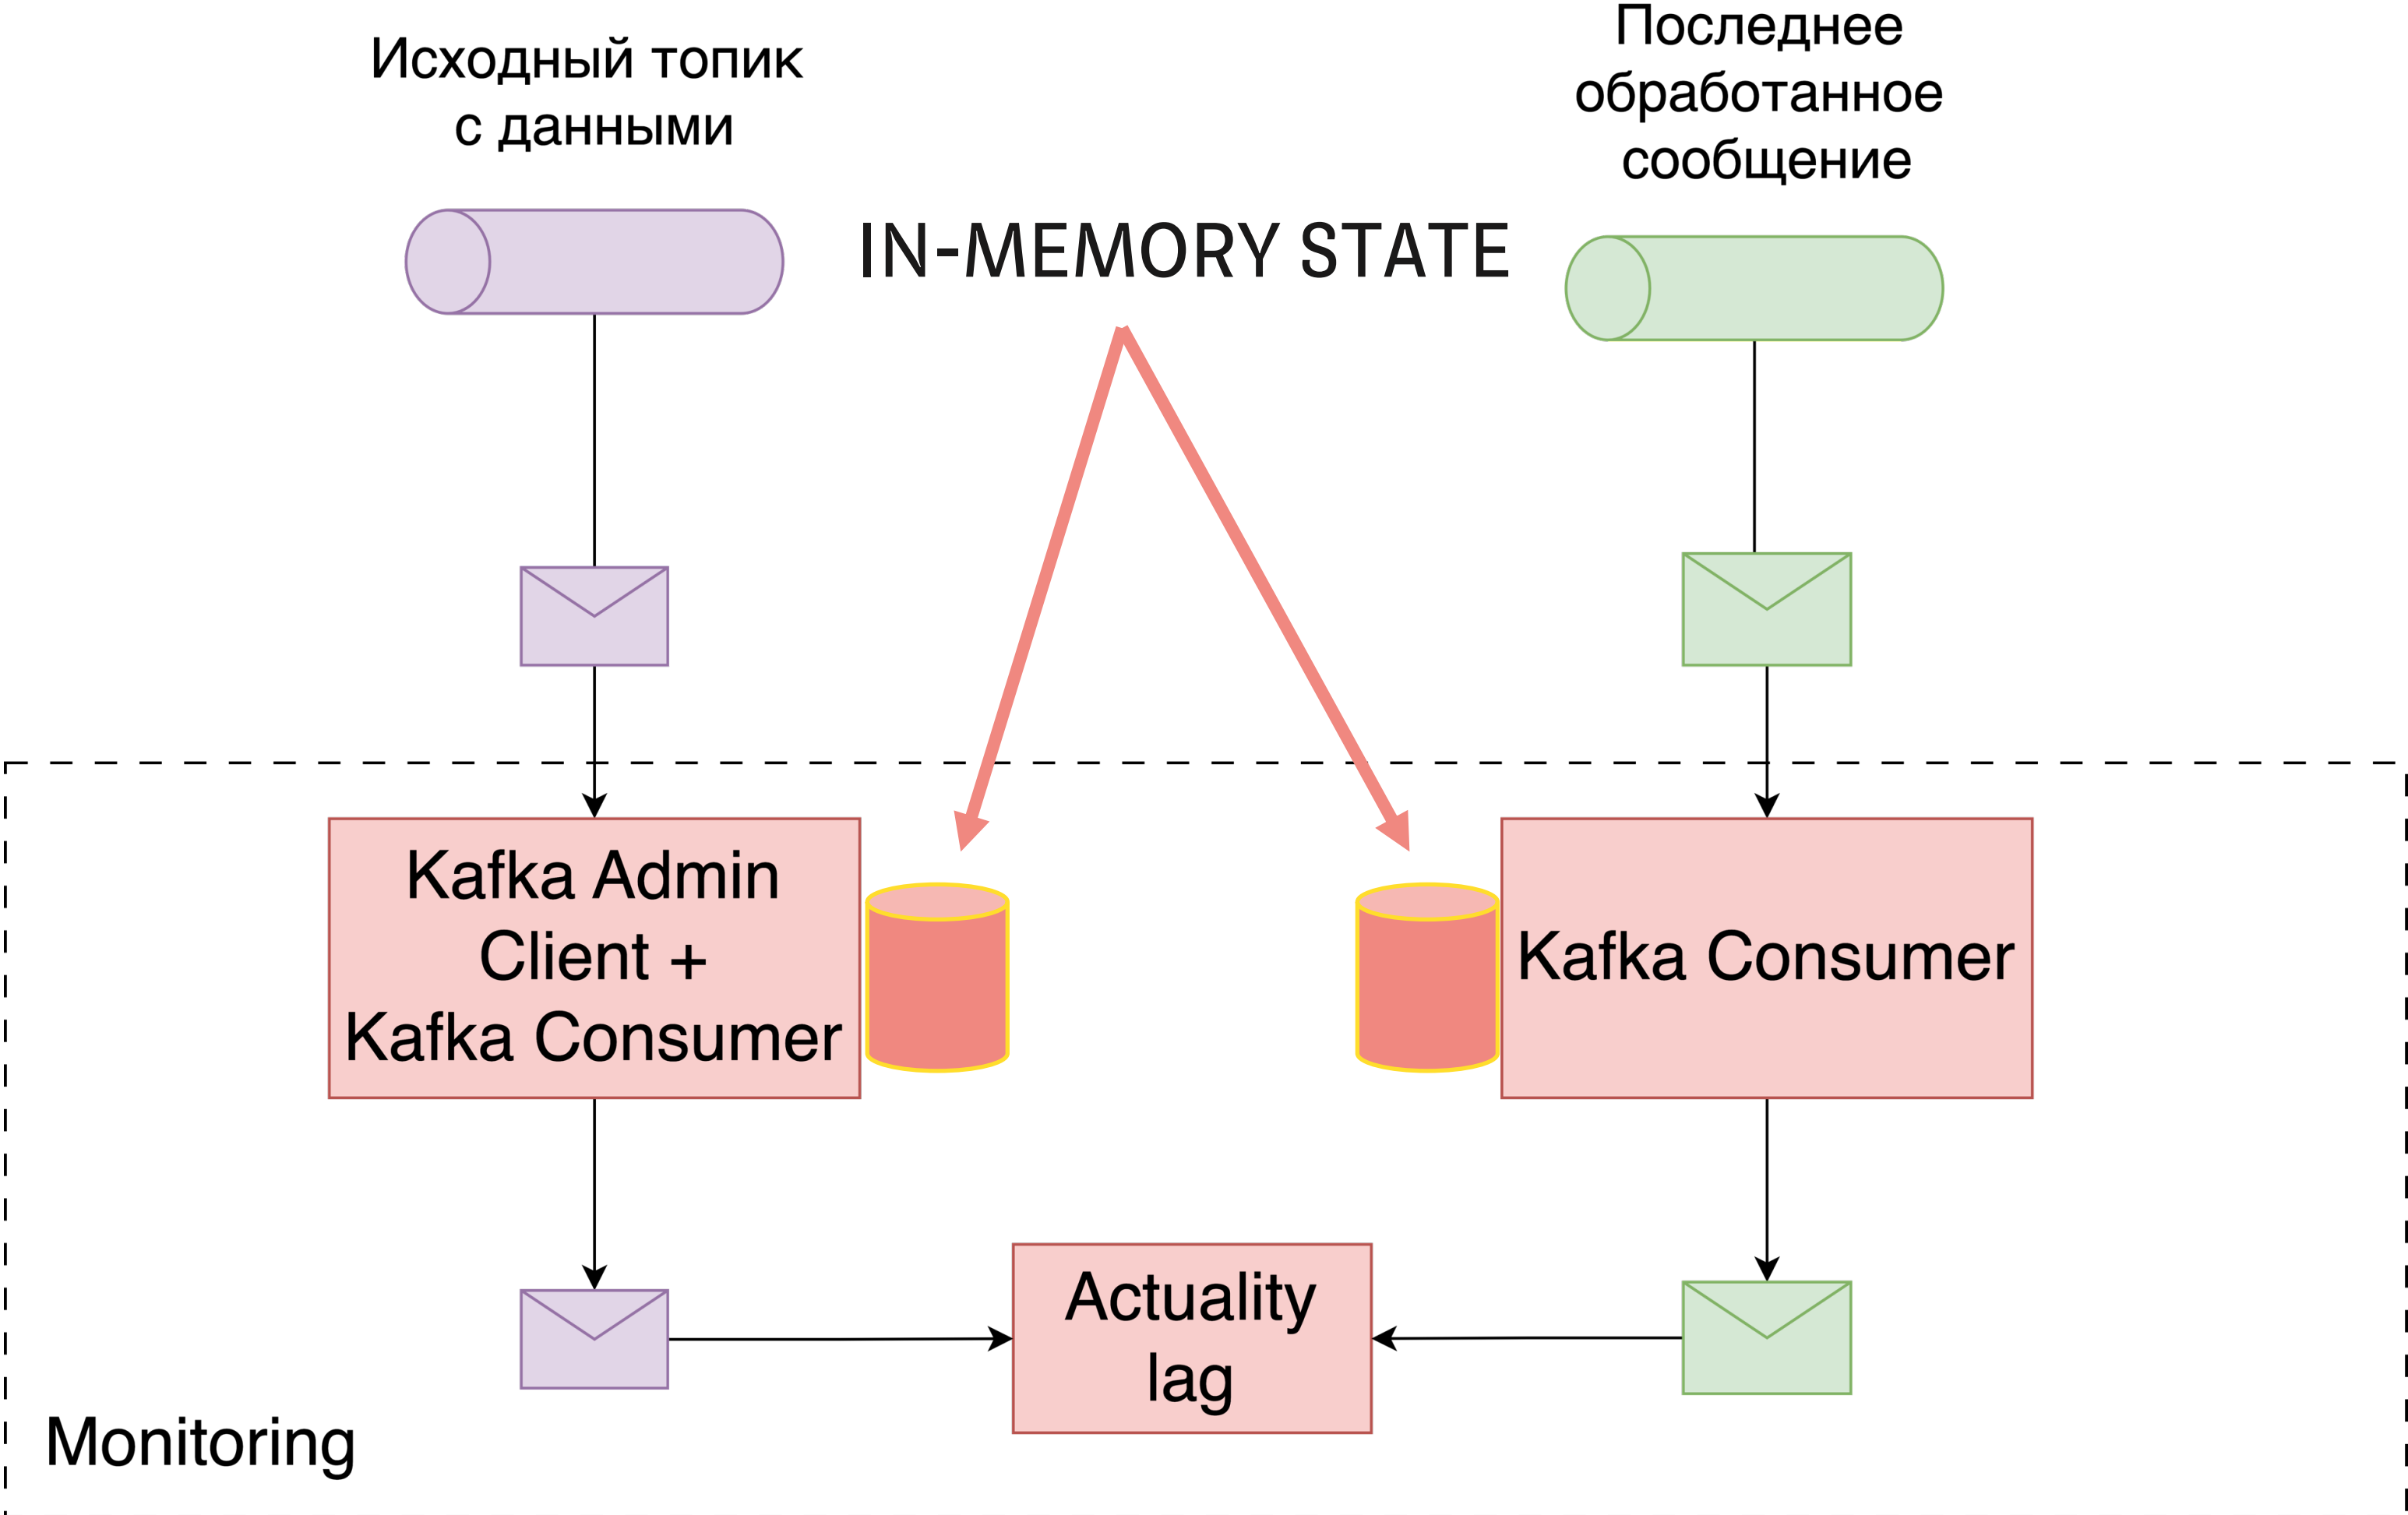 Исходный топик
с данными
Последнее
обработанное
сообщение
IN-MEMORY STATE
Kafka Admin
Client +
Kafka Consumer
Kafka Consumer
Actuality
lag
Monitoring